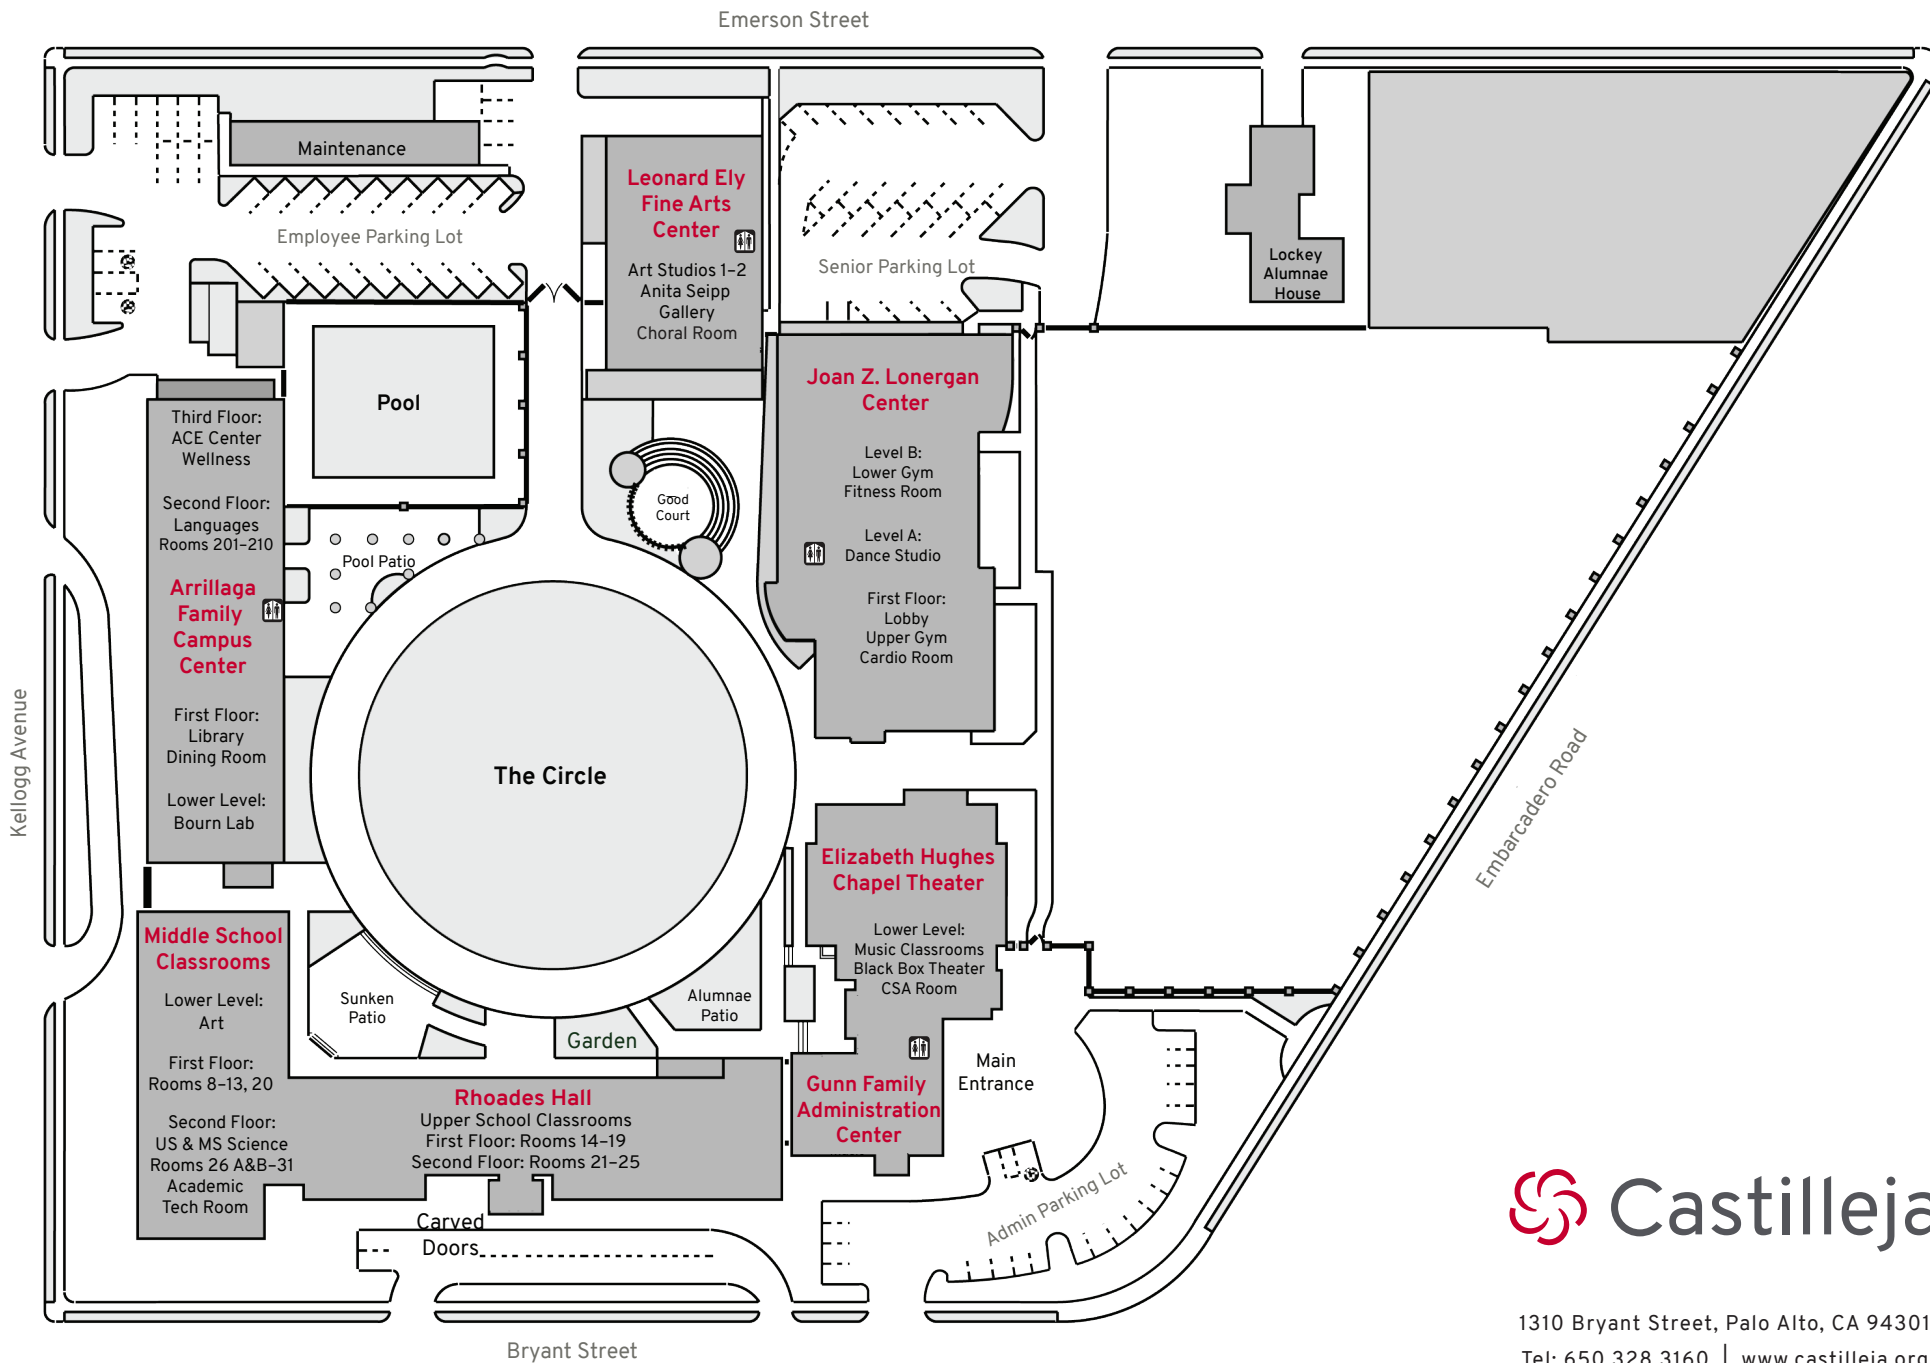 Emerson Street
Maintenance
Employee Parking Lot
Leonard Ely
Fine Arts
Center
Art Studios 1–2
Anita Seipp
Gallery
Choral Room
Senior Parking Lot
Lockey
Alumnae
House
Joan Z. Lonergan
Center
Level B:
Lower Gym
Fitness Room
Level A:
Dance Studio
First Floor:
Lobby
Upper Gym
Cardio Room
Pool
Good
Court
Pool Patio
Third Floor:
ACE Center
Wellness
Second Floor:
Languages
Rooms 201–210
Arrillaga
Family
Campus
Center
First Floor:
Library
Dining Room
Lower Level:
Bourn Lab
Kellogg Avenue
The Circle
Embarcadero Road
Elizabeth Hughes
Chapel Theater
Lower Level:
Music Classrooms
Black Box Theater
CSA Room
Middle School
Classrooms
Lower Level:
Art
First Floor:
Rooms 8–13, 20
Second Floor:
US & MS Science
Rooms 26 A&B–31
Academic
Tech Room
Sunken
Patio
Alumnae
Patio
Garden
Rhoades Hall
Upper School Classrooms
First Floor: Rooms 14–19
Second Floor: Rooms 21–25
Gunn Family
Administration
Center
Main
Entrance
Admin Parking Lot
Carved
Doors
Bryant Street
Castilleja
1310 Bryant Street, Palo Alto, CA 94301
Tel: 650.328.3160 | www.castilleja.org